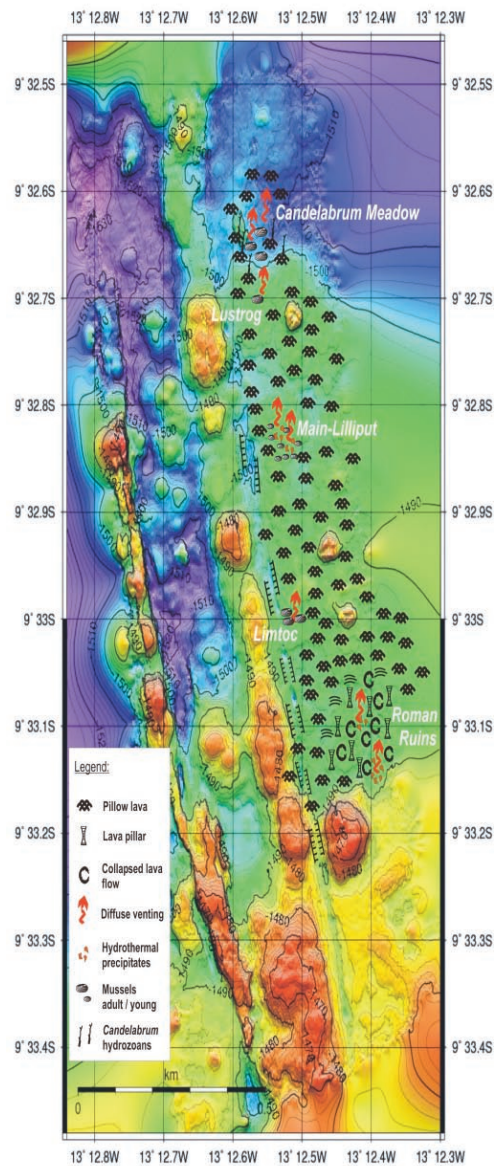 13° 12.8W 13° 12.7W 13° 12.6W 13° 12.5W 13° 12.4W 13° 12.3W
9° 32.5S 9° 32.5S
9° 32.6S 9° 32.6S
Candelabrum Meadow
9° 32.7S 9° 32.7S
Lustrog
9° 32.8S 9° 32.8S
Main-Lilliput
9° 32.9S 9° 32.9S
9° 33S 9° 33S
Limtoc
Roman
Ruins
9° 33.1S 9° 33.1S
Legend:
Pillow lava
Lava pillar
Collapsed lava
flow
Diffuse venting
Hydrothermal
precipitates
Mussels
adult / young
Candelabrum
hydrozoans
9° 33.2S 9° 33.2S
9° 33.3S 9° 33.3S
9° 33.4S 9° 33.4S
km
0
13° 12.8W 13° 12.7W 13° 12.6W 13° 12.5W 13° 12.4W 13° 12.3W
-1510
-1500
-1490
-1480